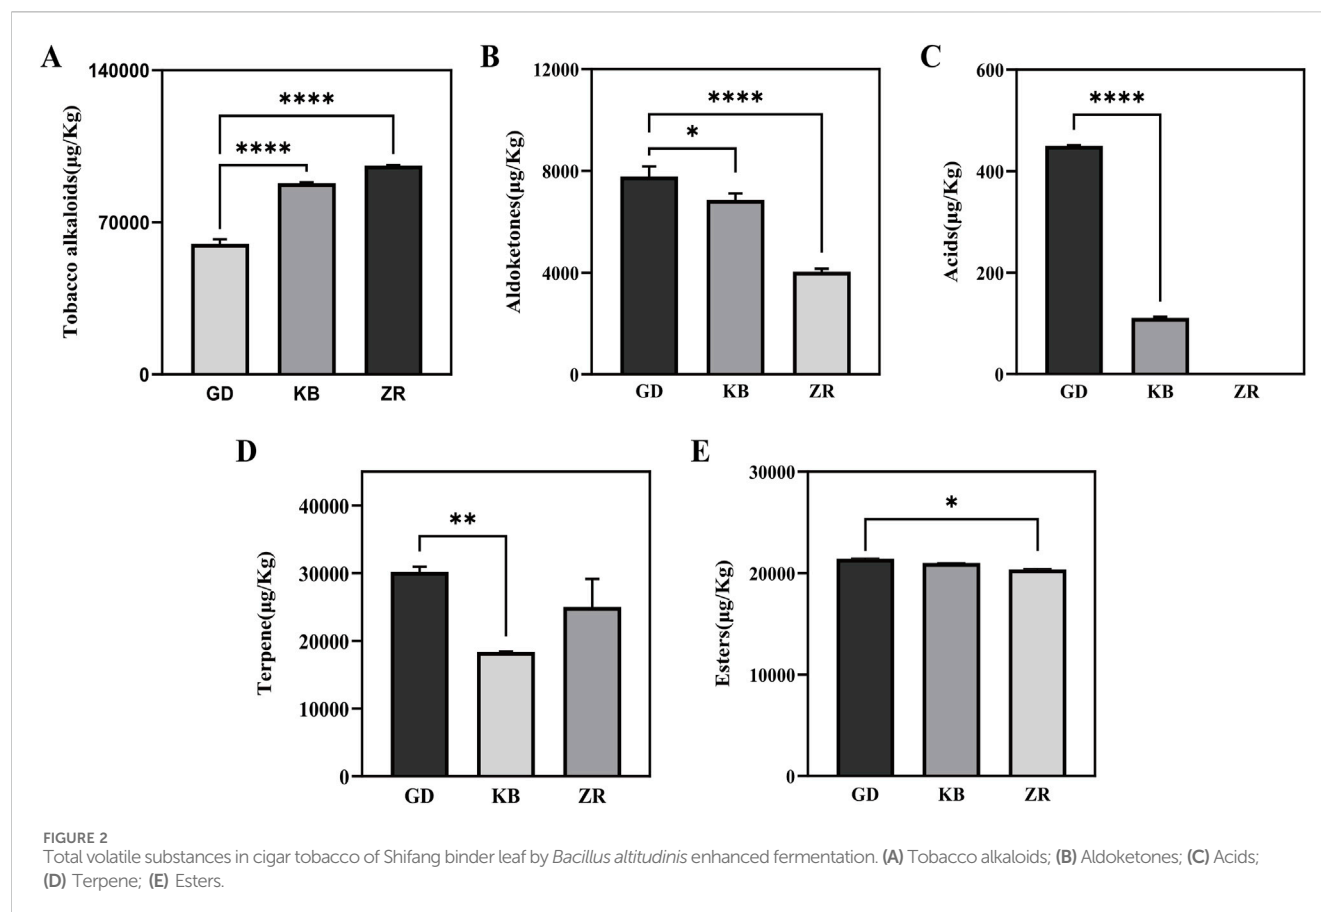 A
Tobacco alkaloids(μg/Kg)
140000
70000
0
****
****
GD KB ZR
B
Aldoketones(μg/Kg)
12000
8000
4000
0
****
*
GD KB ZR
C
Acids(μg/Kg)
600
400
200
0
****
GD KB ZR
D
Terpene(μg/Kg)
40000
30000
20000
10000
0
**
GD KB ZR
E
Esters(μg/Kg)
30000
20000
10000
0
*
GD KB ZR
FIGURE 2
Total volatile substances in cigar tobacco of Shifang binder leaf by Bacillus altitudinis enhanced fermentation. (A) Tobacco alkaloids; (B) Aldoketones; (C) Acids;
(D) Terpene; (E) Esters.